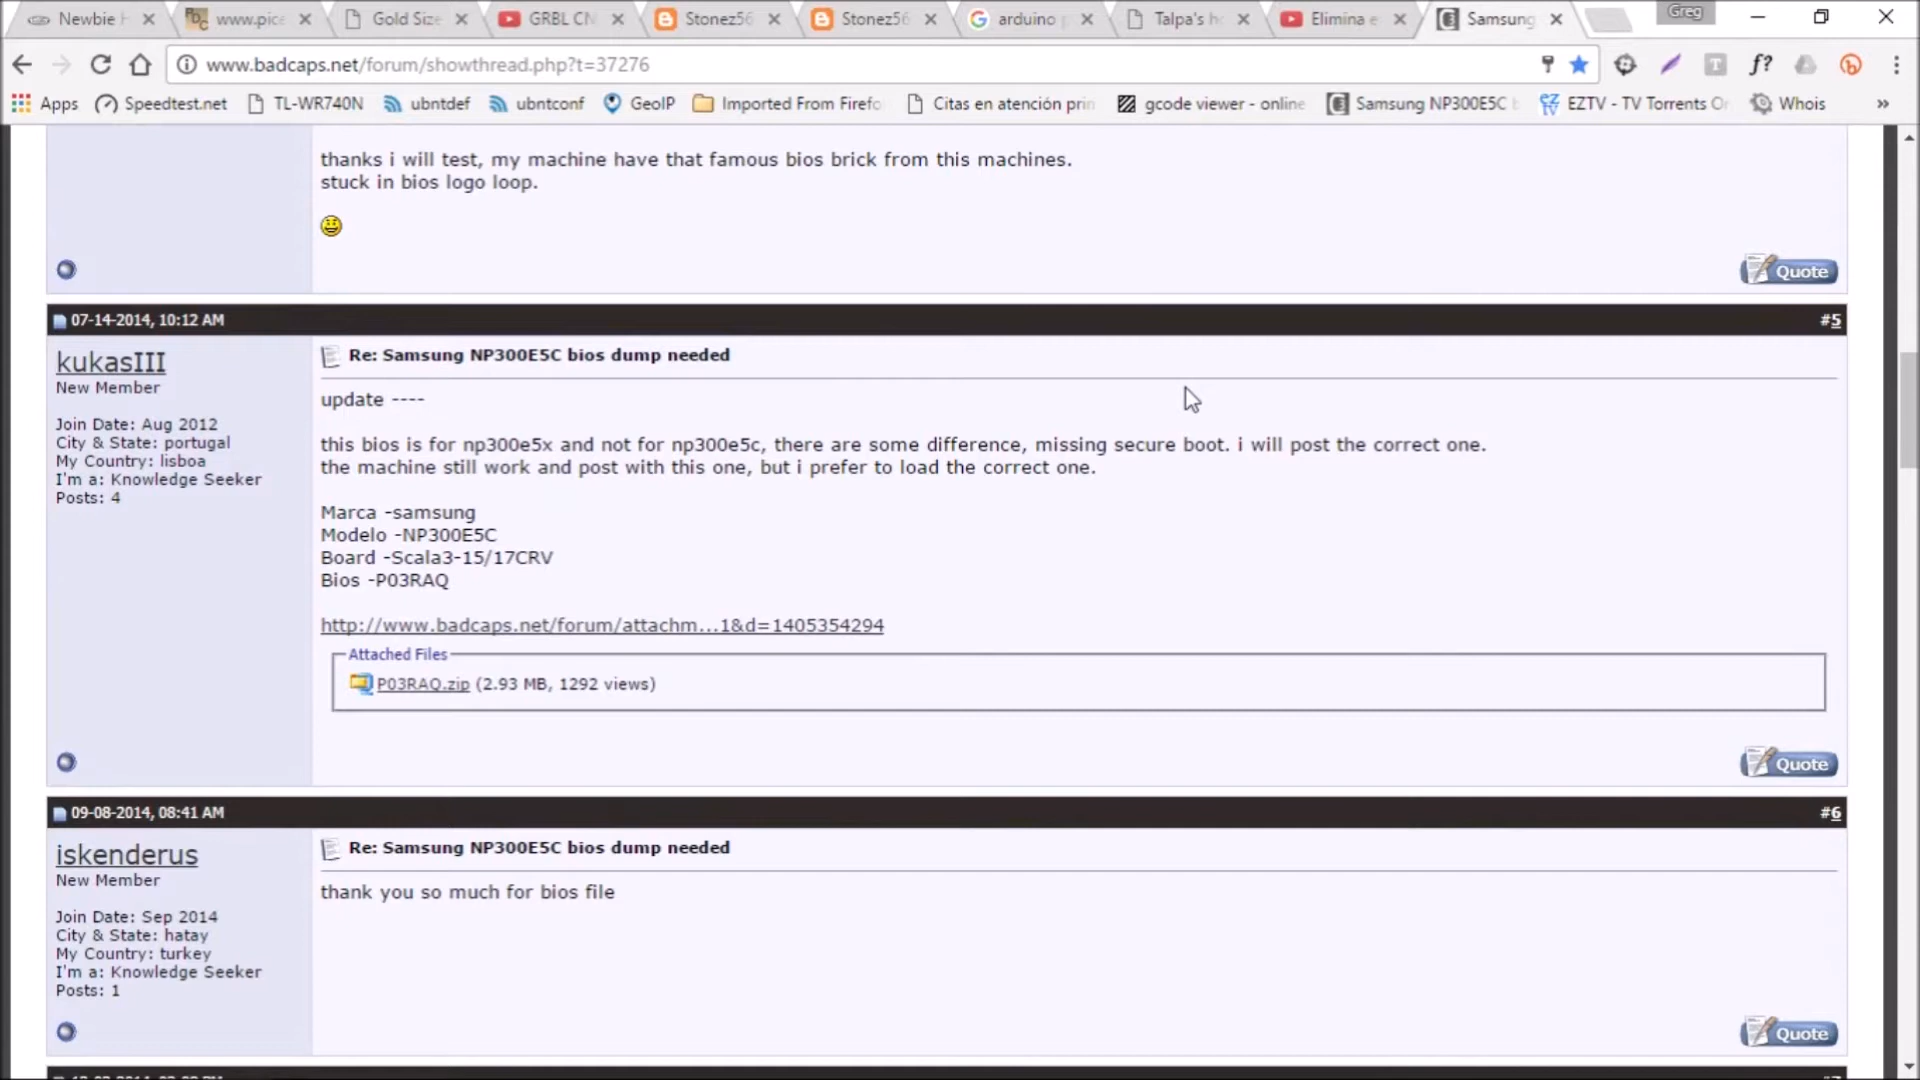 Newbie H
www.pice
Gold Size
GRBL CN
Stonez56
Stonez56
arduino p
Talpa's h
Elimina e
Samsung
Greg
www.badcaps.net/forum/showthread.php?t=37276
Apps
Speedtest.net
TL-WR740N
ubntdef
ubntconf
GeoIP
Imported From Firefo
Citas en atención prin
gcode viewer - online
Samsung NP300E5C b
EZTV - TV Torrents On
Whois
»
thanks i will test, my machine have that famous bios brick from this machines.
stuck in bios logo loop.
Quote
07-14-2014, 10:12 AM
#5
kukasIII
New Member
Join Date: Aug 2012
City & State: portugal
My Country: lisboa
I'm a: Knowledge Seeker
Posts: 4
Re: Samsung NP300E5C bios dump needed
update ----
this bios is for np300e5x and not for np300e5c, there are some difference, missing secure boot. i will post the correct one.
the machine still work and post with this one, but i prefer to load the correct one.
Marca -samsung
Modelo -NP300E5C
Board -Scala3-15/17CRV
Bios -P03RAQ
http://www.badcaps.net/forum/attachm...1&d=1405354294
Attached Files
P03RAQ.zip (2.93 MB, 1292 views)
Quote
09-08-2014, 08:41 AM
#6
iskenderus
New Member
Join Date: Sep 2014
City & State: hatay
My Country: turkey
I'm a: Knowledge Seeker
Posts: 1
Re: Samsung NP300E5C bios dump needed
thank you so much for bios file
Quote